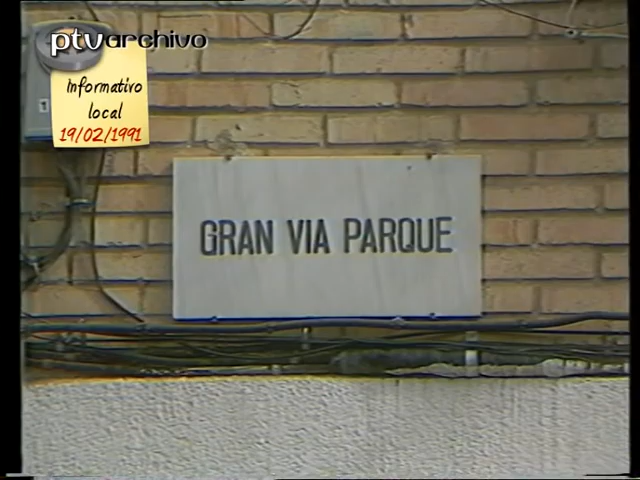 ptvarchivo
Informativo
local
19/02/1991
GRAN VIA PARQUE